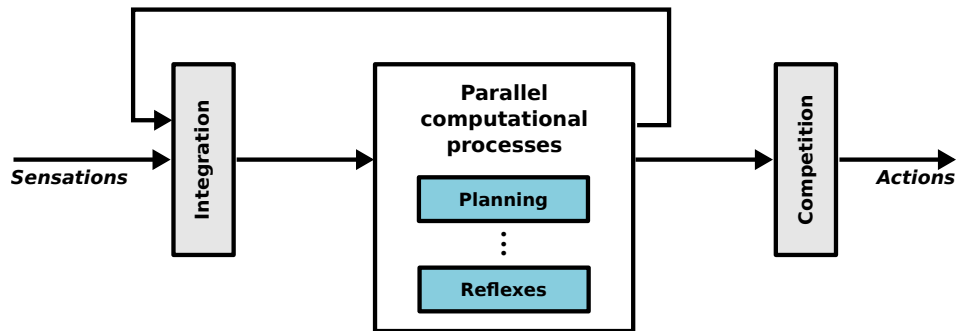 Sensations
Integration
Parallel
computational
processes
Planning
⋮
Reflexes
Competition
Actions